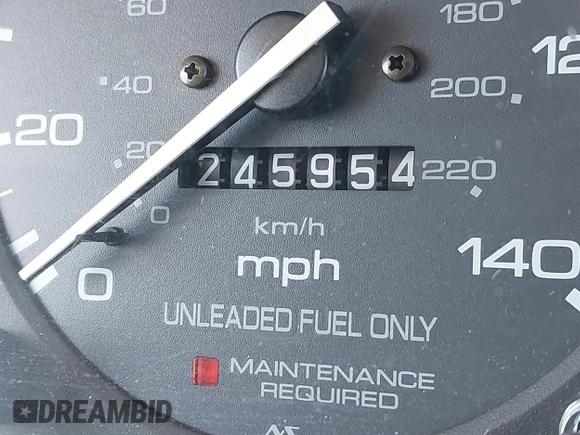 60
180
12
40
200
20
20
245954
220
0
km/h
0
mph
140
UNLEADED FUEL ONLY
MAINTENANCE
REQUIRED
DREAMBID